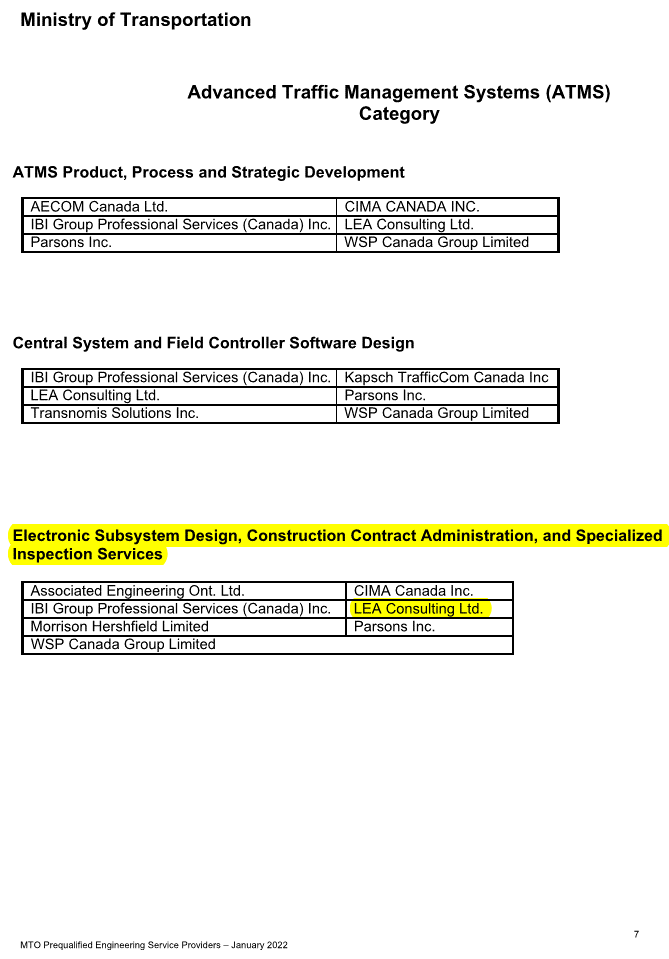 Ministry of Transportation
Advanced Traffic Management Systems (ATMS)
Category
ATMS Product, Process and Strategic Development
AECOM Canada Ltd. CIMA CANADA INC.
IBI Group Professional Services (Canada) Inc. LEA Consulting Ltd.
Parsons Inc. WSP Canada Group Limited
Central System and Field Controller Software Design
IBI Group Professional Services (Canada) Inc. Kapsch TrafficCom Canada Inc
LEA Consulting Ltd. Parsons Inc.
Transnomis Solutions Inc. WSP Canada Group Limited
Electronic Subsystem Design, Construction Contract Administration, and Specialized
Inspection Services
Associated Engineering Ont. Ltd. CIMA Canada Inc.
IBI Group Professional Services (Canada) Inc. LEA Consulting Ltd.
Morrison Hershfield Limited Parsons Inc.
WSP Canada Group Limited
7
MTO Prequalified Engineering Service Providers – January 2022